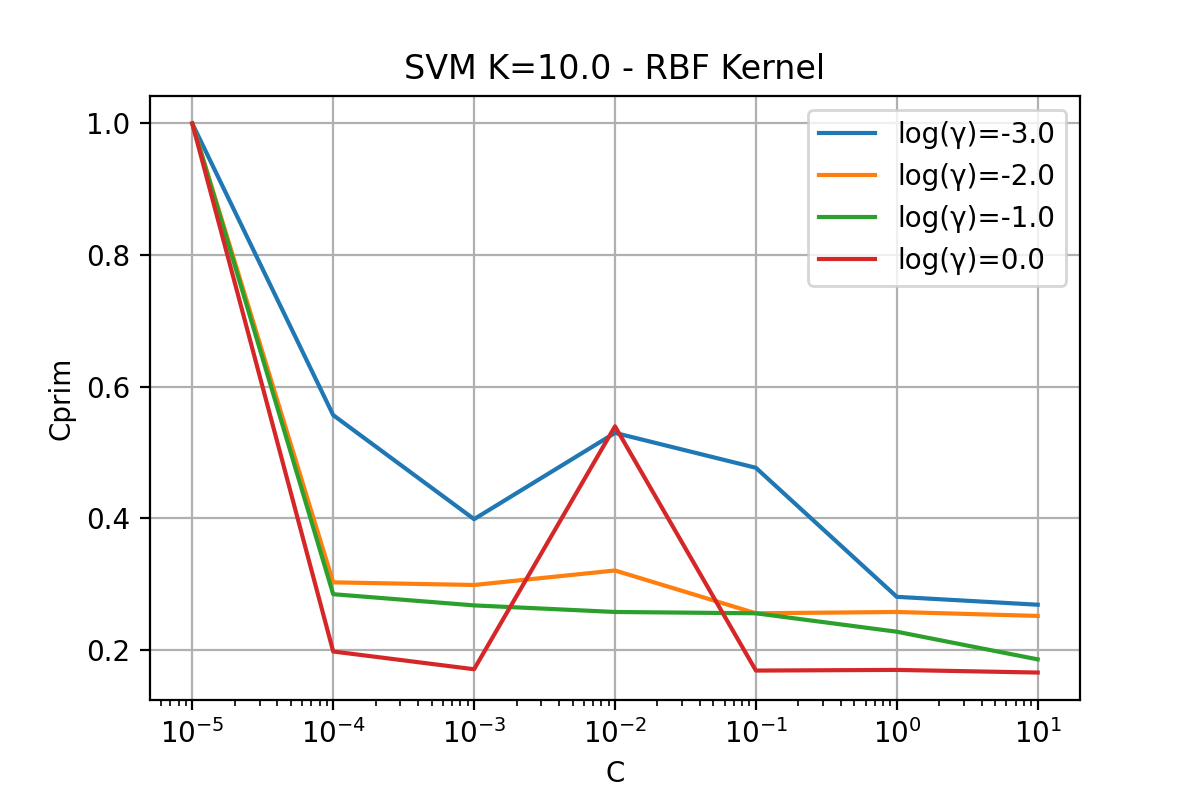 SVM K=10.0 - RBF Kernel
1.0
0.8
0.6
0.4
0.2
Cprim
log(γ)=-3.0
log(γ)=-2.0
log(γ)=-1.0
log(γ)=0.0
10⁻⁵ 10⁻⁴ 10⁻³ 10⁻² 10⁻¹ 10⁰ 10¹
C